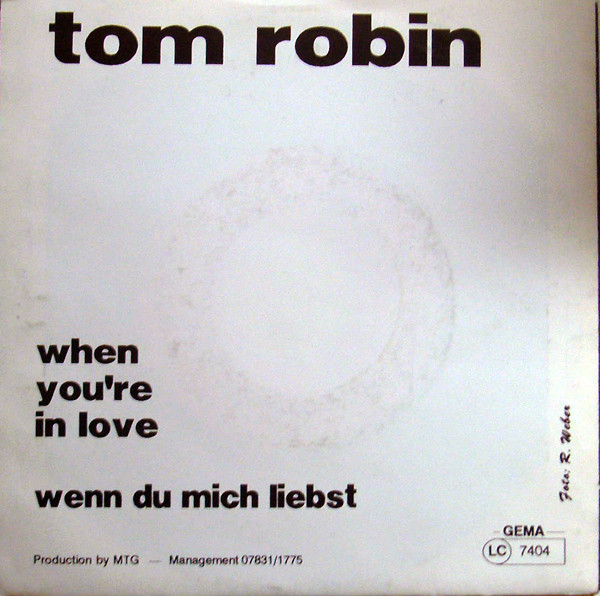 tom robin
when
you're
in love
wenn du mich liebst
Foto: R. Weber
GEMA
LC 7404
Production by MTG — Management 07831/1775